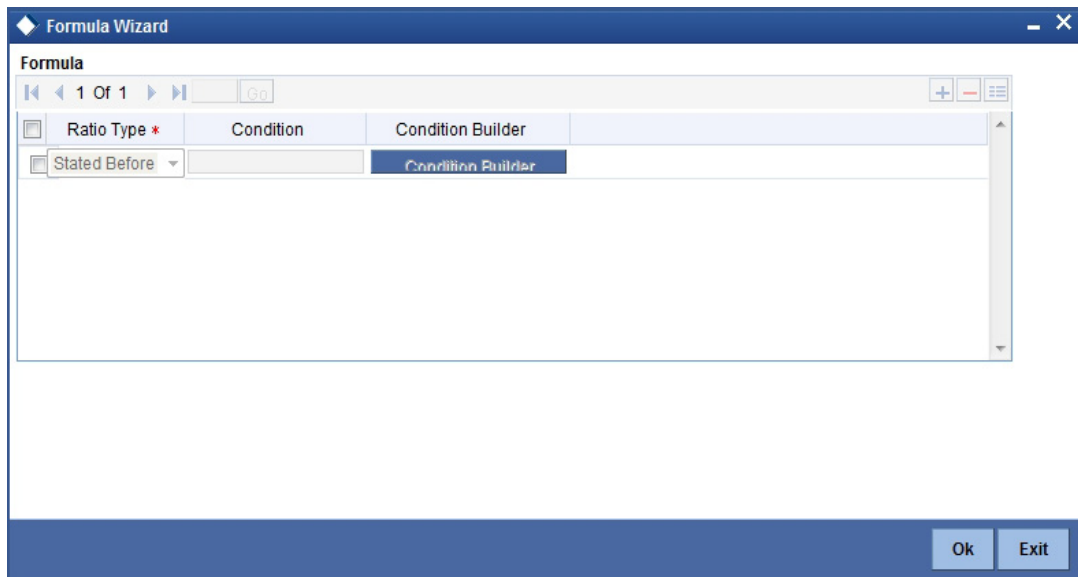 Formula Wizard
Formula
1 Of 1 Go
Ratio Type * Condition Condition Builder
Stated Before Condition Builder
Ok Exit